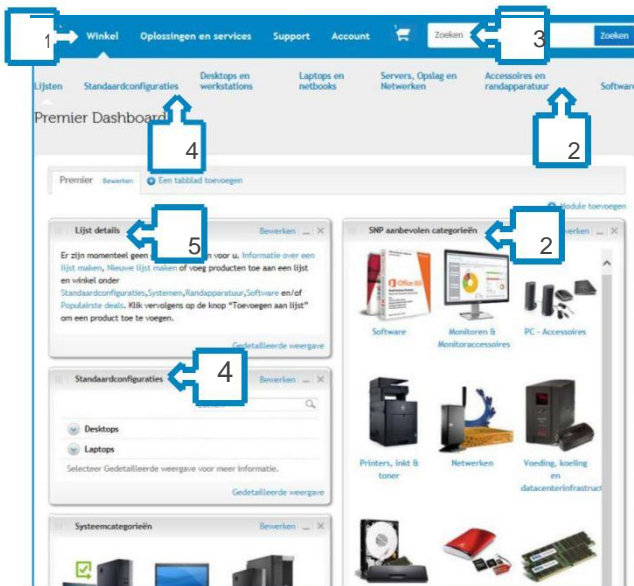 1
Winkel
Oplossingen en services
Support
Account
Zoeken
3
Zoeken
Lijsten
Standaardconfiguraties
Desktops en
werkstations
Laptops en
netbooks
Servers, Opslag en
Netwerken
Accessoires en
randapparatuur
Software
Premier Dashboard
4
2
Premier
Bewerken
Een tabblad toevoegen
Module toevoegen
Lijst details
Bewerken
5
Er zijn momenteel geen voor u. Informatie over een
lijst maken, Nieuwe lijst maken of voeg producten toe aan een lijst
en winkel onder
Standaardconfiguraties,Systemen,Randapparatuur,Software en/of
Populairste deals. Klik vervolgens op de knop "Toevoegen aan lijst"
om een product toe te voegen.
Gedetailleerde weergave
Standaardconfiguraties
4
Bewerken
Desktops
Laptops
Selecteer Gedetailleerde weergave voor meer informatie.
Gedetailleerde weergave
Systeemcategorieën
Bewerken
SNP aanbevolen categorieën
2
Office 365
Software
Monitoren &
Monitoraccessoires
PC - Accessoires
Printers, inkt &
toner
Netwerken
Voeding, koeling
en
datacenterinfrastruct